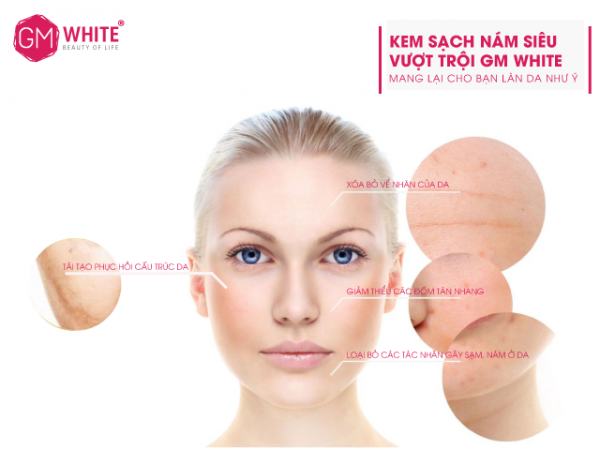 GM WHITE®
BEAUTY OF LIFE
KEM SẠCH NÁM SIÊU
VƯỢT TRỘI GM WHITE
MANG LẠI CHO BẠN LÀN DA NHƯ Ý
XÓA BỎ VẾ NHĂN CỦA DA
TÁI TẠO PHỤC HỒI CẤU TRÚC DA
GIẢM THIỂU CÁC ĐỐM TÀN NHANG
LOẠI BỎ CÁC TÁC NHÂN GÂY SẠM, NÁM Ở DA